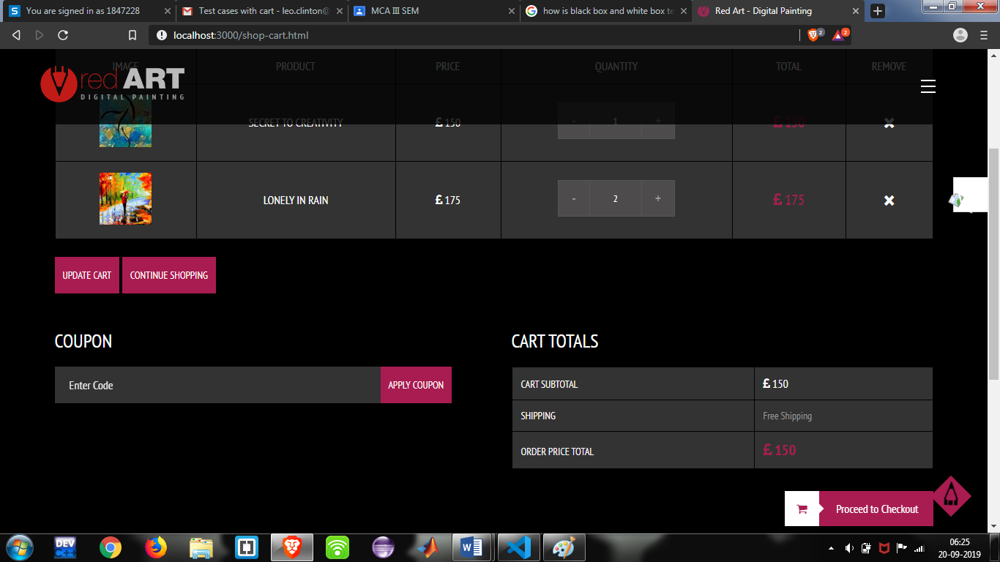 You are signed in as 1847228
Test cases with cart - leo.clinton@
MCA III SEM
how is black box and white box te
Red Art - Digital Painting
localhost:3000/shop-cart.html
2
2
IMAGE PRODUCT PRICE QUANTITY TOTAL REMOVE
red ART
DIGITAL PAINTING
SECRET TO CREATIVITY £ 150 - 1 + £ 150 ✖
LONELY IN RAIN £ 175 - 2 + £ 175 ✖
UPDATE CART CONTINUE SHOPPING
COUPON
Enter Code APPLY COUPON
CART TOTALS
CART SUBTOTAL £ 150
SHIPPING Free Shipping
ORDER PRICE TOTAL £ 150
Proceed to Checkout
DEV
C++
W
06:25
20-09-2019